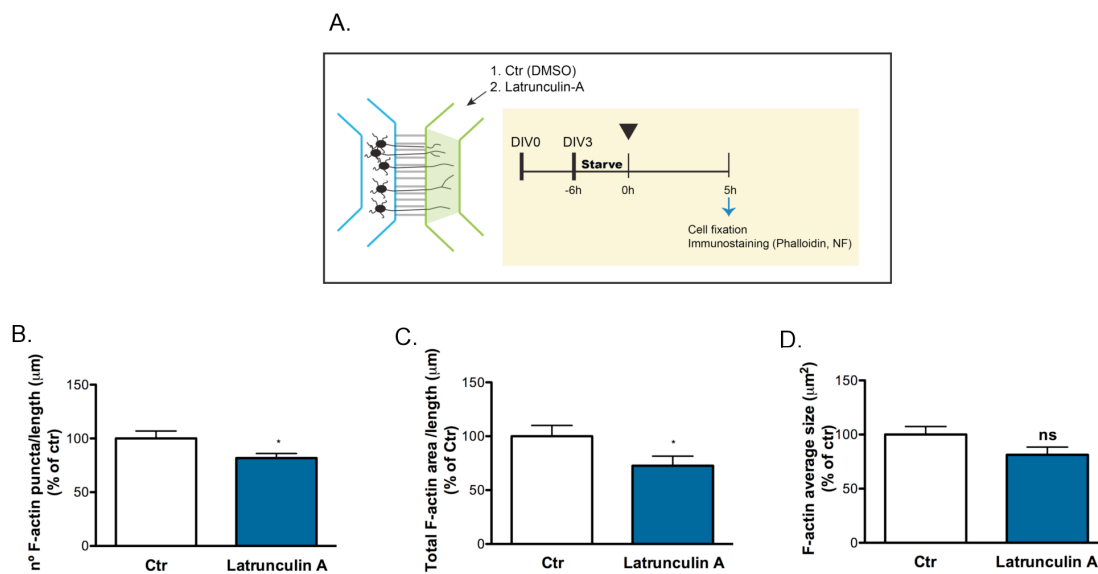 A.
1. Ctr (DMSO)
2. Latrunculin-A
DIV0 DIV3
Starve
-6h 0h 5h
Cell fixation
Immunostaining (Phalloidin, NF)
B.
nº F-actin puncta/length (μm)
(% of ctr)
150
100
50
0
*
Ctr Latrunculin A
C.
Total F-actin area /length (μm)
(% of Ctr)
150
100
50
0
*
Ctr Latrunculin A
D.
F-actin average size (μm²)
(% of ctr)
150
100
50
0
ns
Ctr Latrunculin A